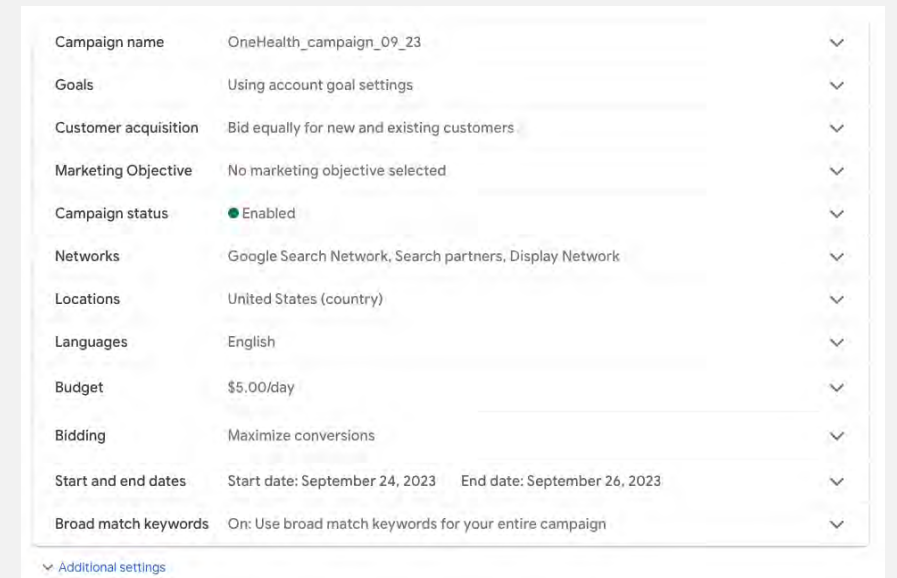 Campaign name OneHealth_campaign_09_23
Goals Using account goal settings
Customer acquisition Bid equally for new and existing customers
Marketing Objective No marketing objective selected
Campaign status Enabled
Networks Google Search Network, Search partners, Display Network
Locations United States (country)
Languages English
Budget $5.00/day
Bidding Maximize conversions
Start and end dates Start date: September 24, 2023 End date: September 26, 2023
Broad match keywords On: Use broad match keywords for your entire campaign
Additional settings